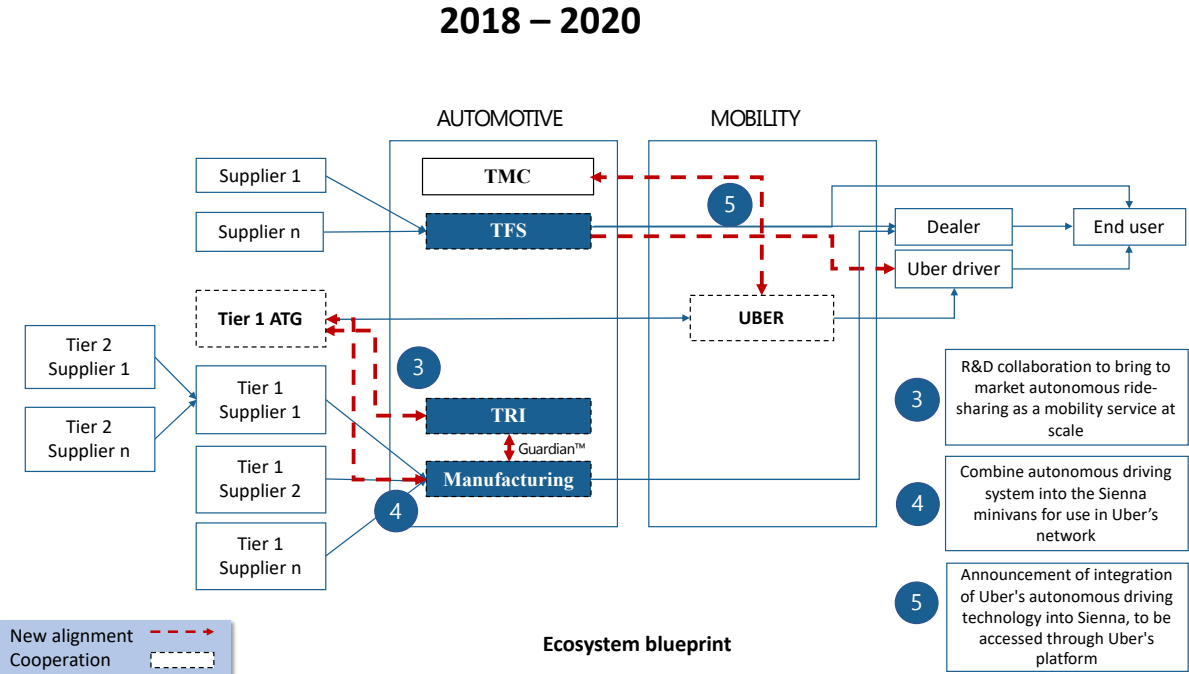 2018 – 2020
AUTOMOTIVE
MOBILITY
Supplier 1
Supplier n
TMC
TFS
5
Dealer
End user
Uber driver
Tier 1 ATG
UBER
Tier 2
Supplier 1
Tier 2
Supplier n
Tier 1
Supplier 1
Tier 1
Supplier 2
Tier 1
Supplier n
3
TRI
Guardian™
Manufacturing
4
3
R&D collaboration to bring to
market autonomous ride-
sharing as a mobility service at
scale
4
Combine autonomous driving
system into the Sienna
minivans for use in Uber’s
network
5
Announcement of integration
of Uber's autonomous driving
technology into Sienna, to be
accessed through Uber's
platform
New alignment
Cooperation
Ecosystem blueprint